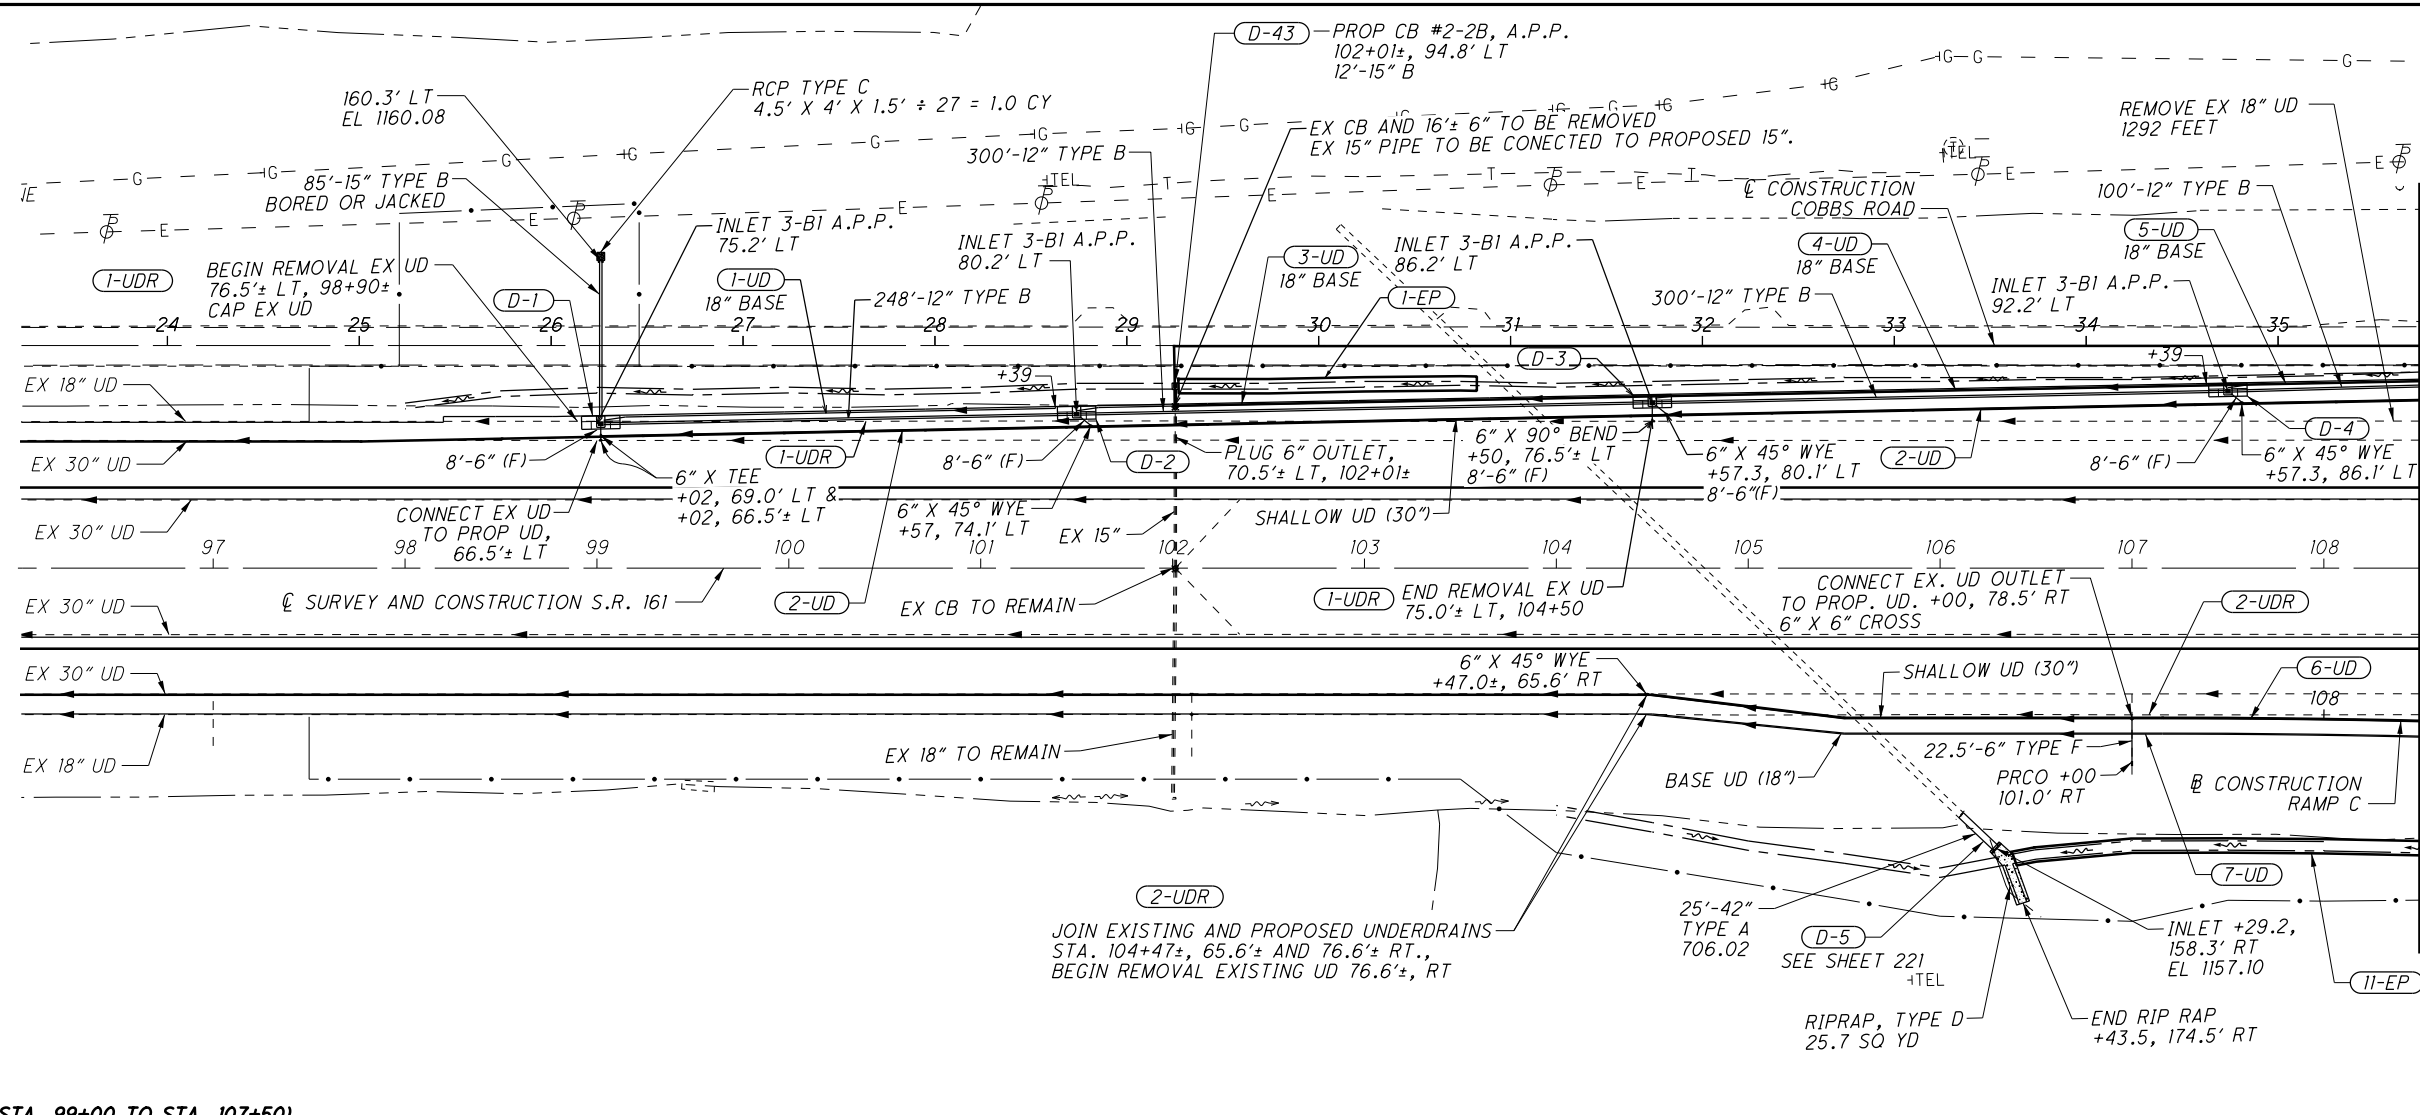 D-43
PROP CB #2-2B, A.P.P.
102+01±, 94.8' LT
12'-15" B
160.3' LT
EL 1160.08
RCP TYPE C
4.5' X 4' X 1.5' ÷ 27 = 1.0 CY
EX CB AND 16'± 6" TO BE REMOVED
EX 15" PIPE TO BE CONECTED TO PROPOSED 15".
REMOVE EX 18" UD
1292 FEET
300'-12" TYPE B
85'-15" TYPE B
BORED OR JACKED
TEL
TEL
℄ CONSTRUCTION
COBBS ROAD
100'-12" TYPE B
INLET 3-B1 A.P.P.
75.2' LT
INLET 3-B1 A.P.P.
80.2' LT
3-UD
18" BASE
INLET 3-B1 A.P.P.
86.2' LT
4-UD
18" BASE
5-UD
18" BASE
1-UDR
BEGIN REMOVAL EX UD
76.5'± LT, 98+90±
CAP EX UD
D-1
1-UD
18" BASE
248'-12" TYPE B
1-EP
300'-12" TYPE B
INLET 3-B1 A.P.P.
92.2' LT
24 25 26 27 28 29 30 31 32 33 34 35
EX 18" UD
+39
D-3
+39
EX 30" UD
8'-6" (F)
1-UDR
8'-6" (F)
D-2
PLUG 6" OUTLET,
70.5'± LT, 102+01±
6" X 90° BEND
+50, 76.5'± LT
8'-6" (F)
6" X 45° WYE
+57.3, 80.1' LT
8'-6"(F)
2-UD
8'-6" (F)
D-4
6" X 45° WYE
+57.3, 86.1' LT
6" X TEE
+02, 69.0' LT &
+02, 66.5'± LT
EX 30" UD
CONNECT EX UD
TO PROP UD,
66.5'± LT
6" X 45° WYE
+57, 74.1' LT
EX 15"
SHALLOW UD (30")
97 98 99 100 101 102 103 104 105 106 107 108
EX 30" UD
℄ SURVEY AND CONSTRUCTION S.R. 161
2-UD
EX CB TO REMAIN
1-UDR
END REMOVAL EX UD
75.0'± LT, 104+50
CONNECT EX. UD OUTLET
TO PROP. UD. +00, 78.5' RT
6" X 6" CROSS
2-UDR
EX 30" UD
6" X 45° WYE
+47.0±, 65.6' RT
SHALLOW UD (30")
6-UD
108
EX 18" UD
EX 18" TO REMAIN
BASE UD (18")
22.5'-6" TYPE F
PRCO +00
101.0' RT
CONSTRUCTION
RAMP C
2-UDR
JOIN EXISTING AND PROPOSED UNDERDRAINS
STA. 104+47±, 65.6'± AND 76.6'± RT.,
BEGIN REMOVAL EXISTING UD 76.6'±, RT
25'-42"
TYPE A
706.02
D-5
SEE SHEET 221
TEL
7-UD
INLET +29.2,
158.3' RT
EL 1157.10
11-EP
RIPRAP, TYPE D
25.7 SQ YD
END RIP RAP
+43.5, 174.5' RT
STA. 99+00 TO STA. 107+50)